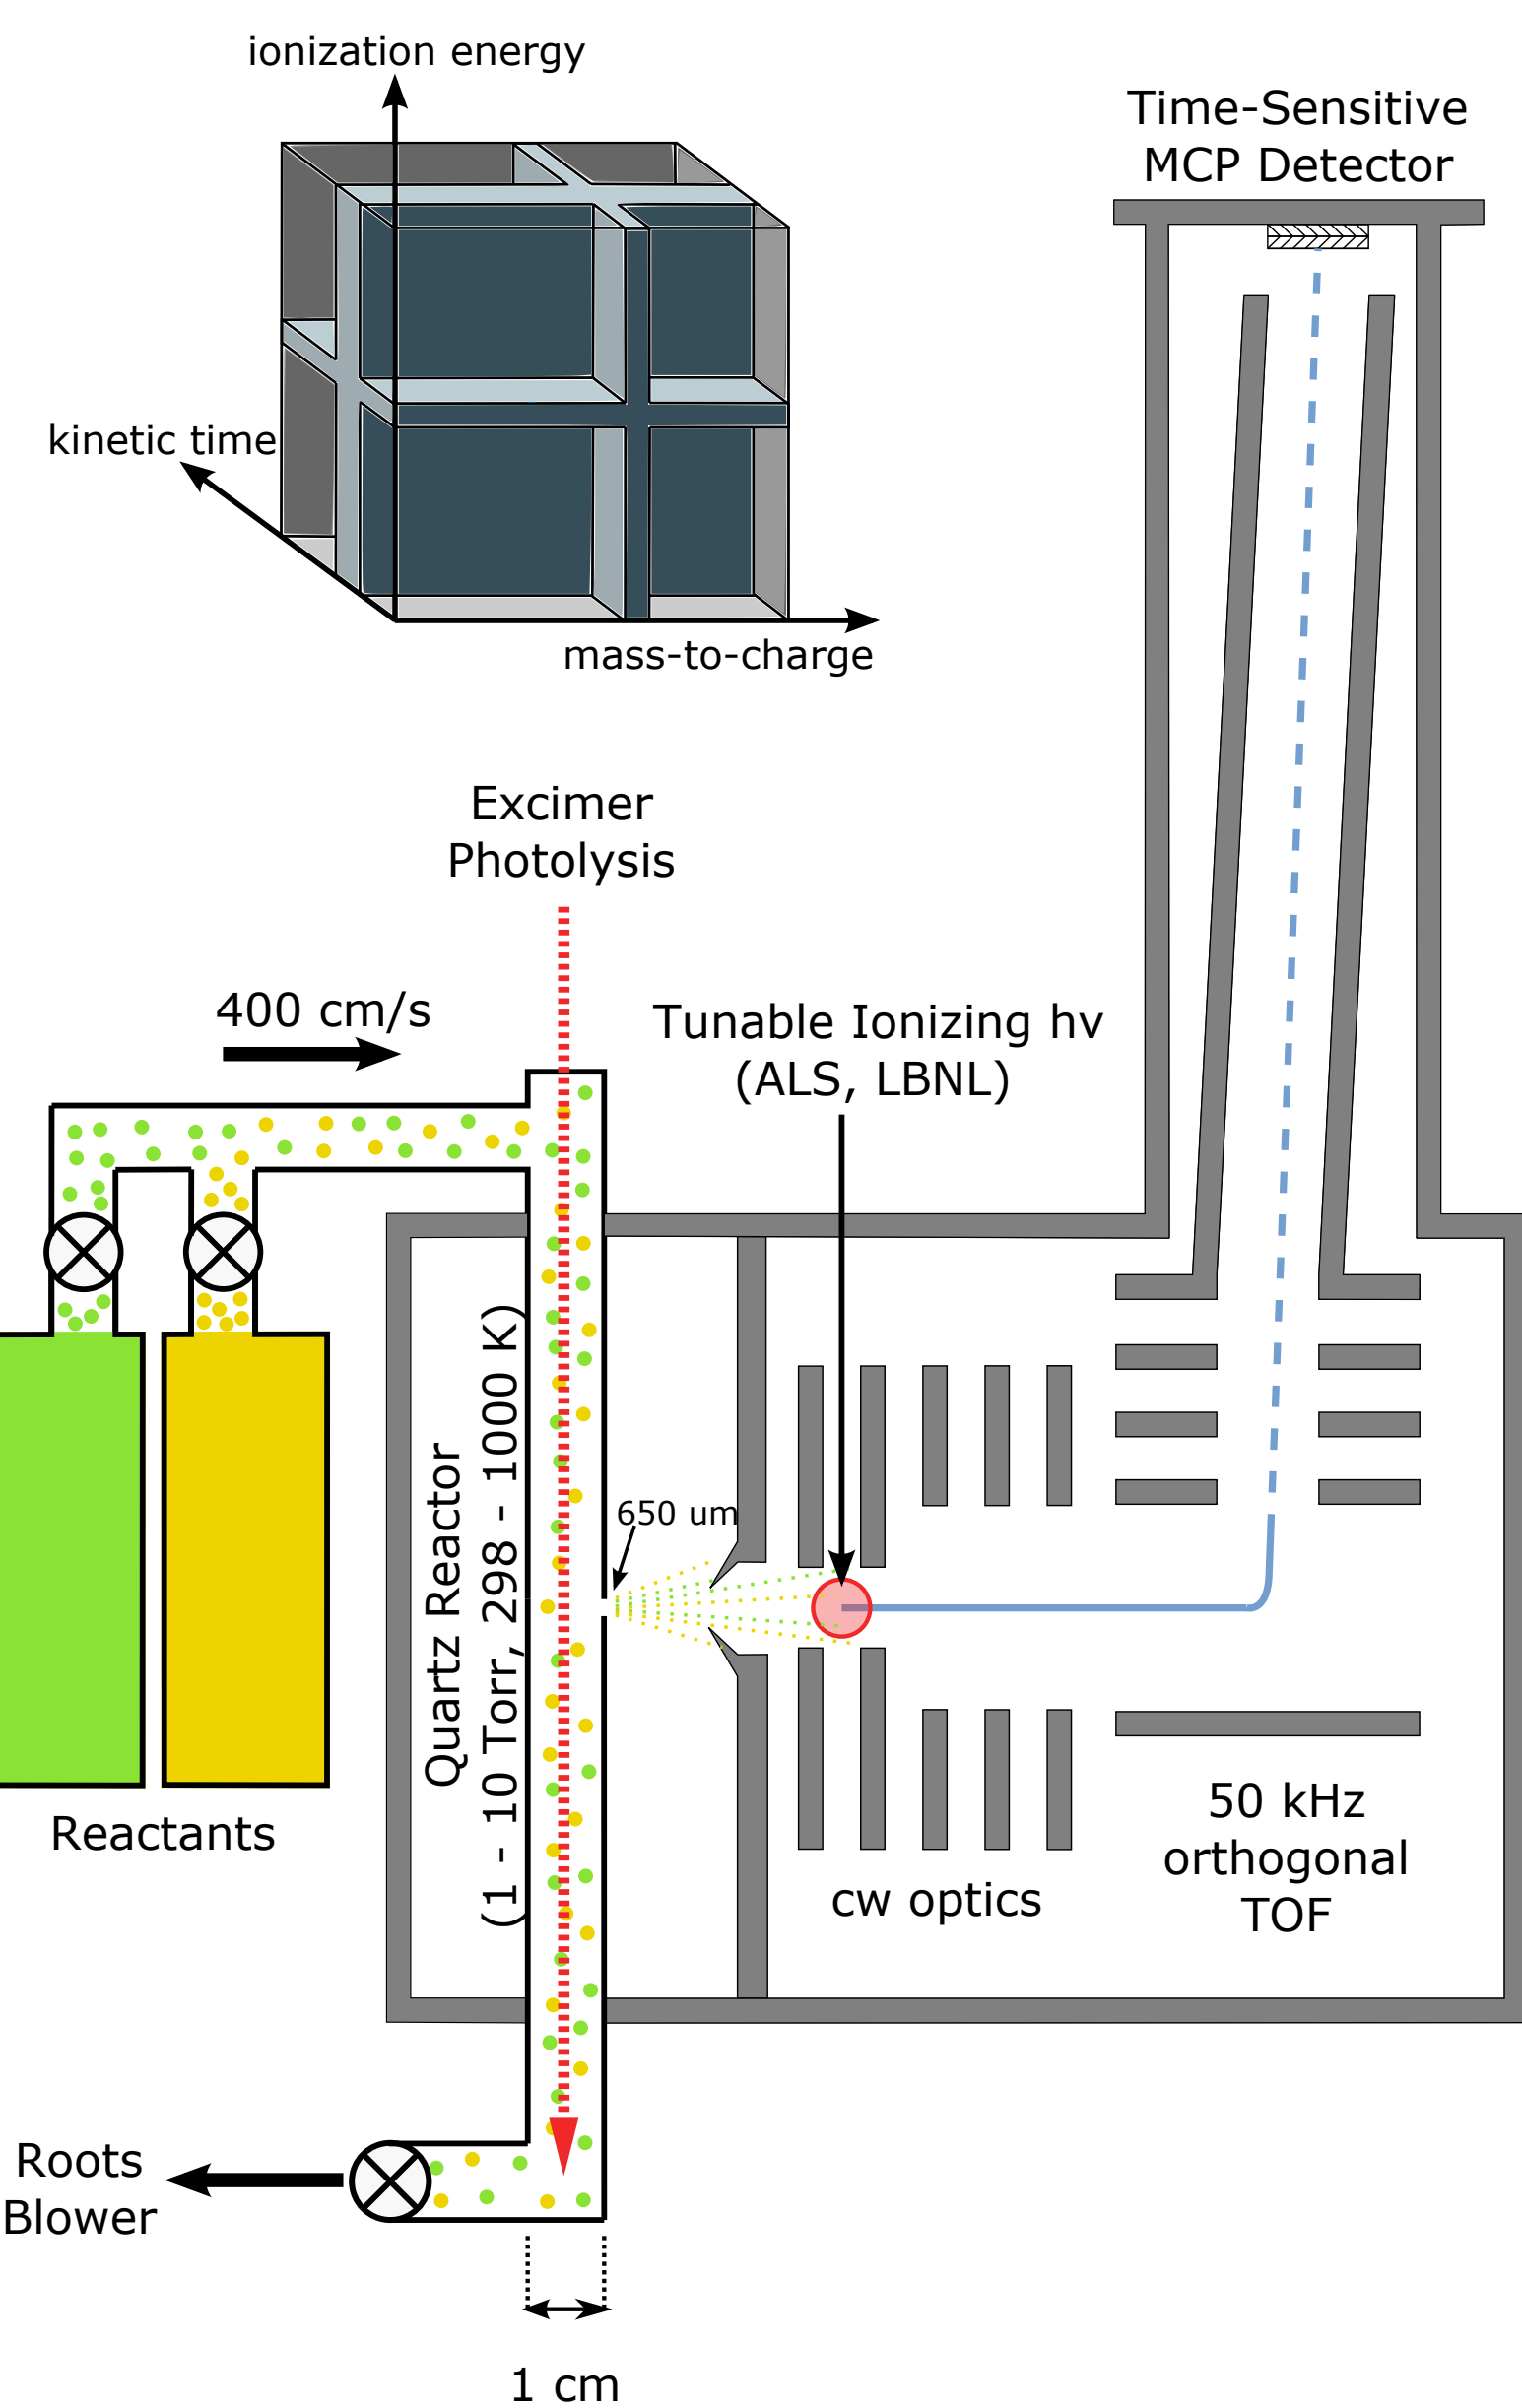 ionization energy
kinetic time
mass-to-charge
Time-Sensitive
MCP Detector
Excimer
Photolysis
400 cm/s
Tunable Ionizing hv
(ALS, LBNL)
Quartz Reactor
(1 - 10 Torr, 298 - 1000 K)
650 um
Reactants
cw optics
50 kHz
orthogonal
TOF
Roots
Blower
1 cm